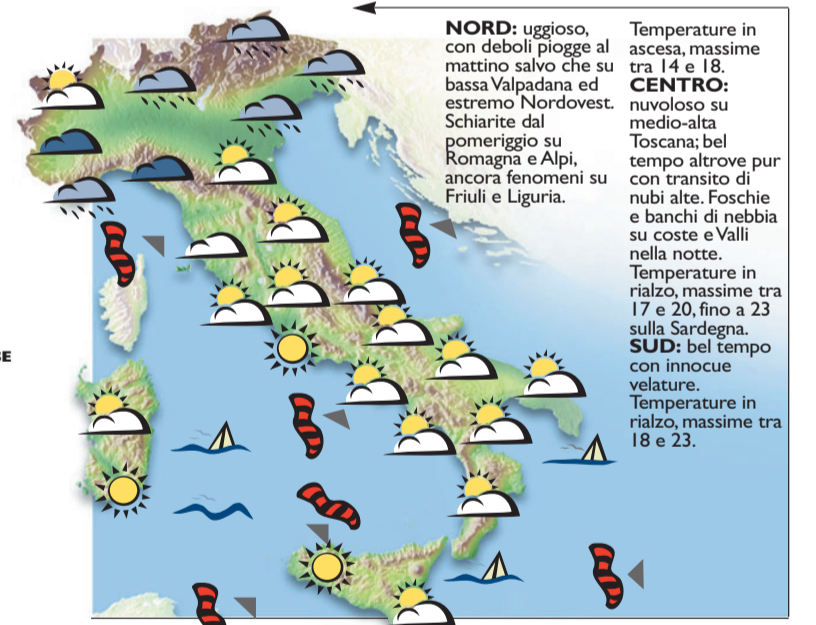 NORD: uggioso,
con deboli piogge al
mattino salvo che su
bassa Valpadana ed
estremo Nordovest.
Schiarite dal
pomeriggio su
Romagna e Alpi,
ancora fenomeni su
Friuli e Liguria.
Temperature in
ascesa, massime
tra 14 e 18.
CENTRO:
nuvoloso su
medio-alta
Toscana; bel
tempo altrove pur
con transito di
nubi alte. Foschie
e banchi di nebbia
su coste e Valli
nella notte.
Temperature in
rialzo, massime tra
17 e 20, fino a 23
sulla Sardegna.
SUD: bel tempo
con innocue
velature.
Temperature in
rialzo, massime tra
18 e 23.